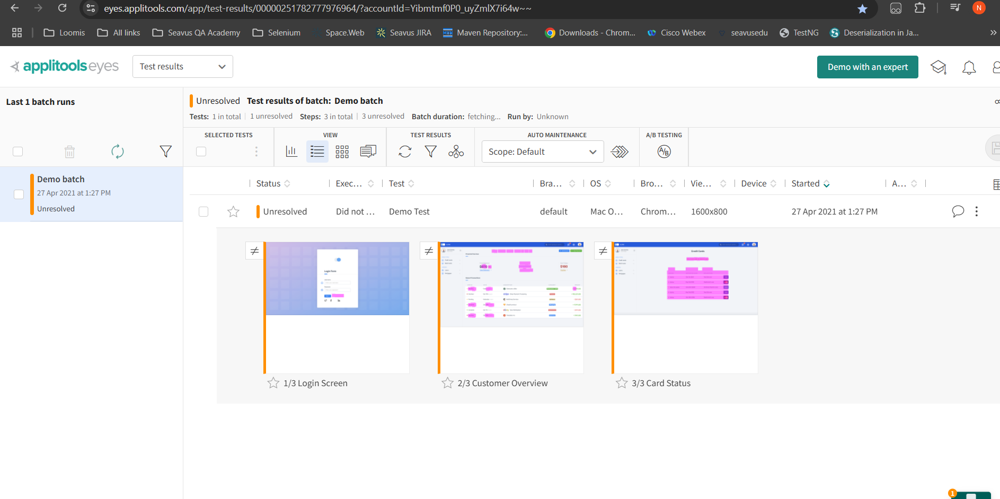 eyes.applitools.com/app/test-results/00000251782777976964/?accountId=Yibmtmf0P0_uyZmlX7i64w~~
N
Loomis All links Seavus QA Academy Selenium Space.Web Seavus JIRA Maven Repository:... Downloads - Chrom... Cisco Webex seavusedu TestNG Deserialization in Ja...
applitools eyes Test results Demo with an expert
Last 1 batch runs
Unresolved Test results of batch: Demo batch
Tests: 1 in total 1 unresolved Steps: 3 in total 3 unresolved Batch duration: fetching... Run by: Unknown
SELECTED TESTS VIEW TEST RESULTS AUTO MAINTENANCE A/B TESTING
Scope: Default A/B
Demo batch
27 Apr 2021 at 1:27 PM
Unresolved
Status Exec... Test Bra... OS Bro... Vie... Device Started A...
Unresolved Did not ... Demo Test default Mac O... Chrom... 1600x800 27 Apr 2021 at 1:27 PM
≠ ≠ ≠
Login Form
Credit Cards
1/3 Login Screen 2/3 Customer Overview 3/3 Card Status
1